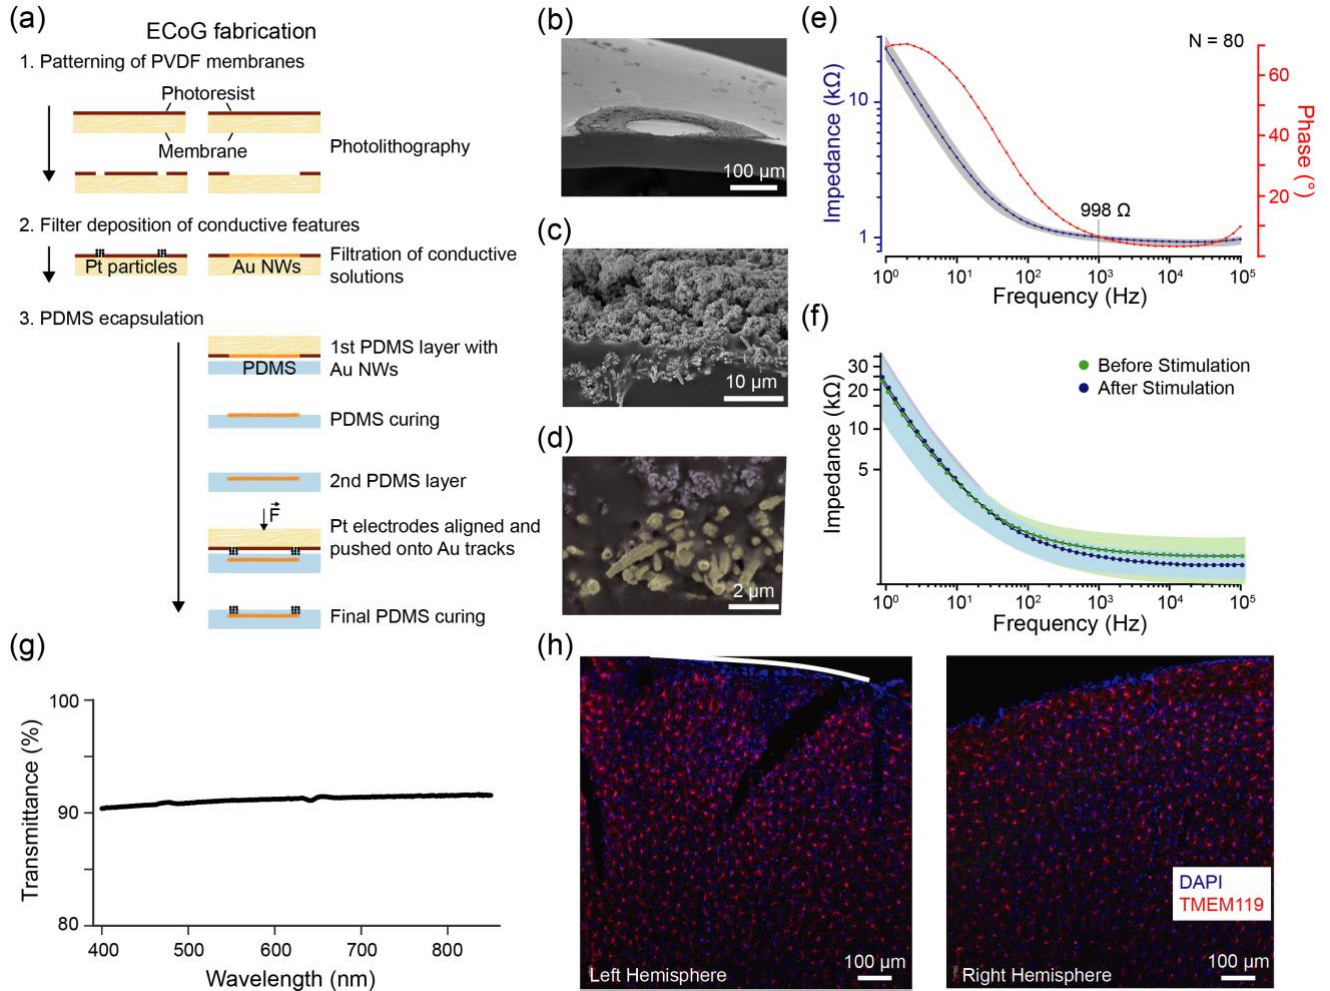 (a)
ECoG fabrication
1. Patterning of PVDF membranes
Photoresist
Membrane
Photolithography
2. Filter deposition of conductive features
Pt particles
Au NWs
Filtration of conductive
solutions
3. PDMS ecapsulation
PDMS
1st PDMS layer with
Au NWs
PDMS curing
2nd PDMS layer
F
Pt electrodes aligned and
pushed onto Au tracks
Final PDMS curing
(b)
100 µm
(c)
10 µm
(d)
2 µm
(e)
N = 80
Impedance (kΩ)
10
1
998 Ω
Phase (°)
60
40
20
10⁰ 10¹ 10² 10³ 10⁴ 10⁵
Frequency (Hz)
(f)
Impedance (kΩ)
30
20
10
5
Before Stimulation
After Stimulation
10⁰ 10¹ 10² 10³ 10⁴ 10⁵
Frequency (Hz)
(g)
Transmittance (%)
100
90
80
400 500 600 700 800
Wavelength (nm)
(h)
Left Hemisphere
100 µm
DAPI
TMEM119
Right Hemisphere
100 µm